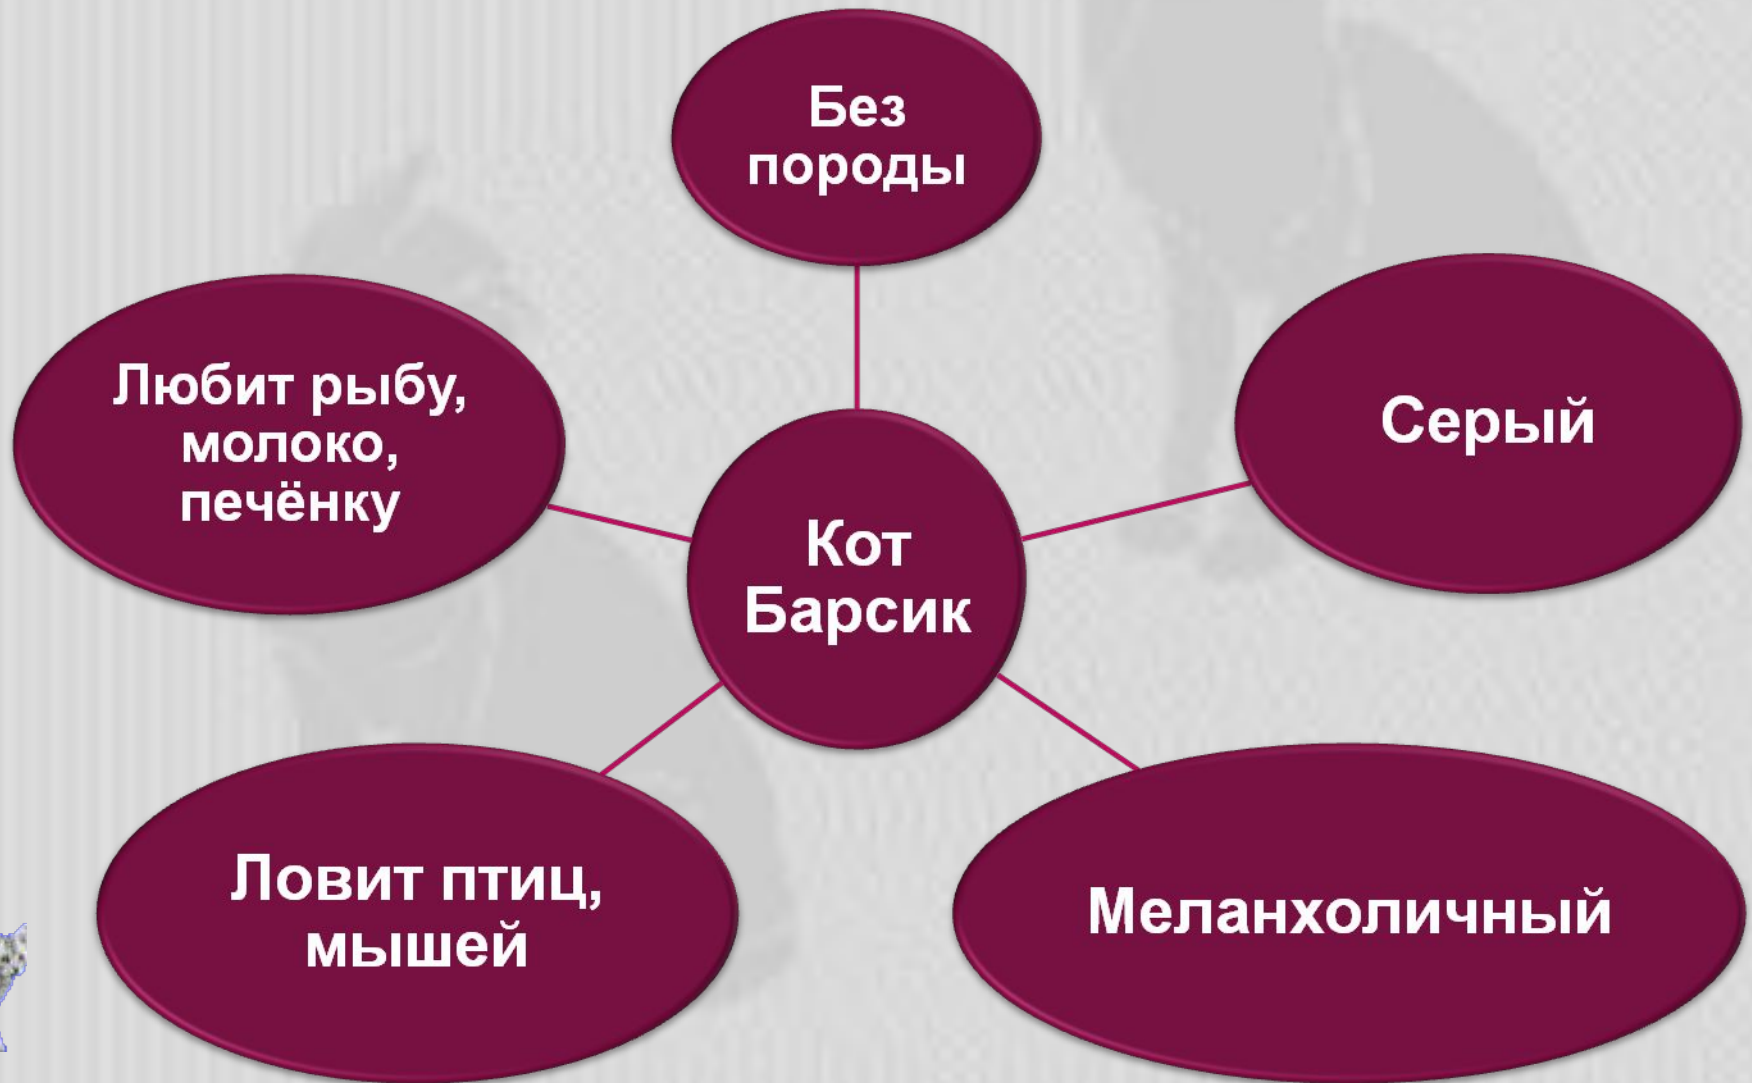 Без
породы
Любит рыбу,
молоко,
печёнку
Серый
Кот
Барсик
Ловит птиц,
мышей
Меланхоличный